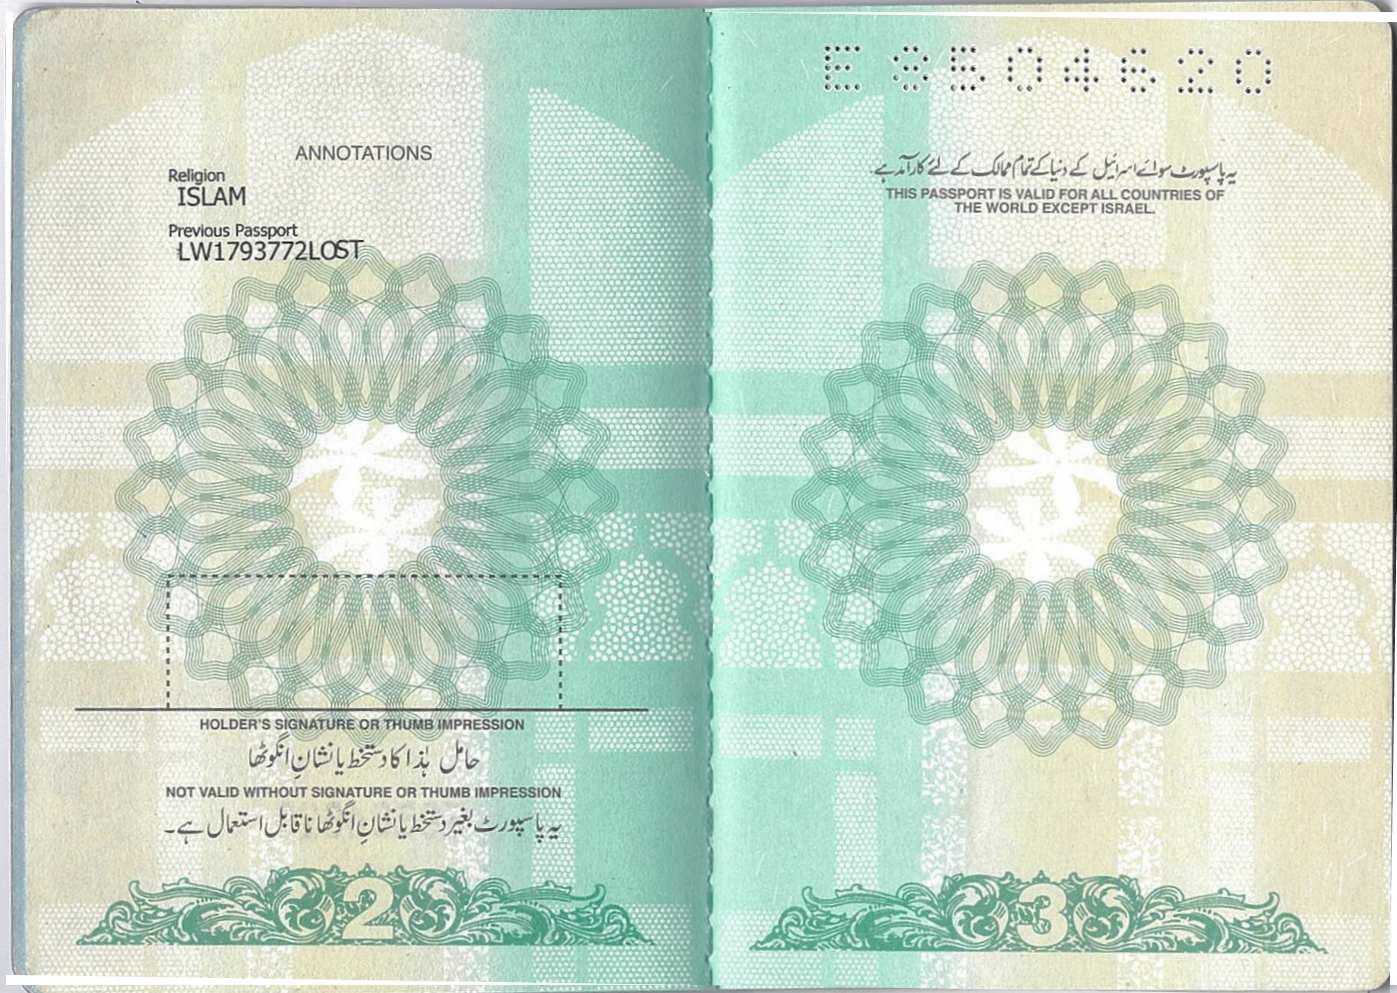 ANNOTATIONS
Religion
ISLAM
Previous Passport
LW1793772LOST
HOLDER'S SIGNATURE OR THUMB IMPRESSION
حامل ہٰذا کا دستخط یا نشانِ انگوٹھا
NOT VALID WITHOUT SIGNATURE OR THUMB IMPRESSION
یہ پاسپورٹ بغیر دستخط یا نشانِ انگوٹھا ناقابل استعمال ہے۔
2
E8504620
یہ پاسپورٹ سوائے اسرائیل کے دنیا کے تمام ممالک کے لئے کارآمد ہے۔
THIS PASSPORT IS VALID FOR ALL COUNTRIES OF
THE WORLD EXCEPT ISRAEL.
3